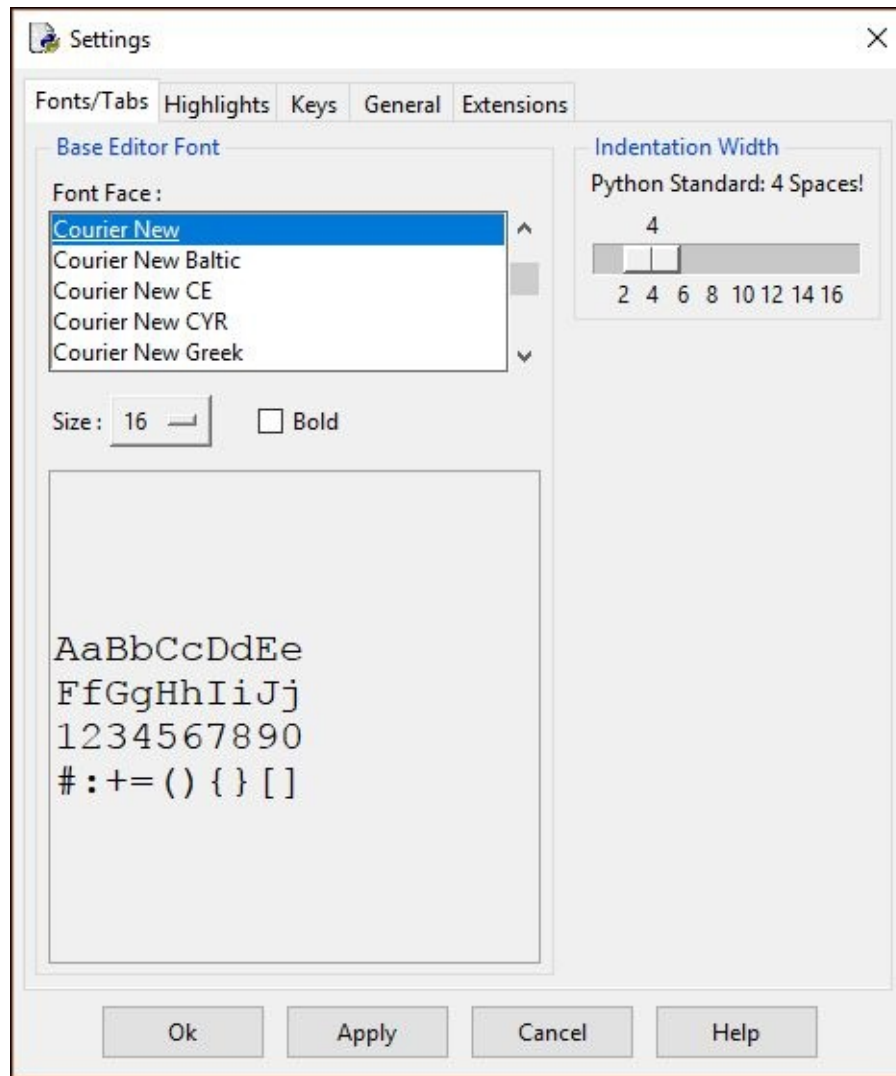 Settings
Fonts/Tabs Highlights Keys General Extensions
Base Editor Font
Font Face :
Courier New
Courier New Baltic
Courier New CE
Courier New CYR
Courier New Greek
Size : 16 Bold
AaBbCcDdEe
FfGgHhIiJj
1234567890
#:+=(){}[]
Indentation Width
Python Standard: 4 Spaces!
4
2 4 6 8 10 12 14 16
Ok Apply Cancel Help